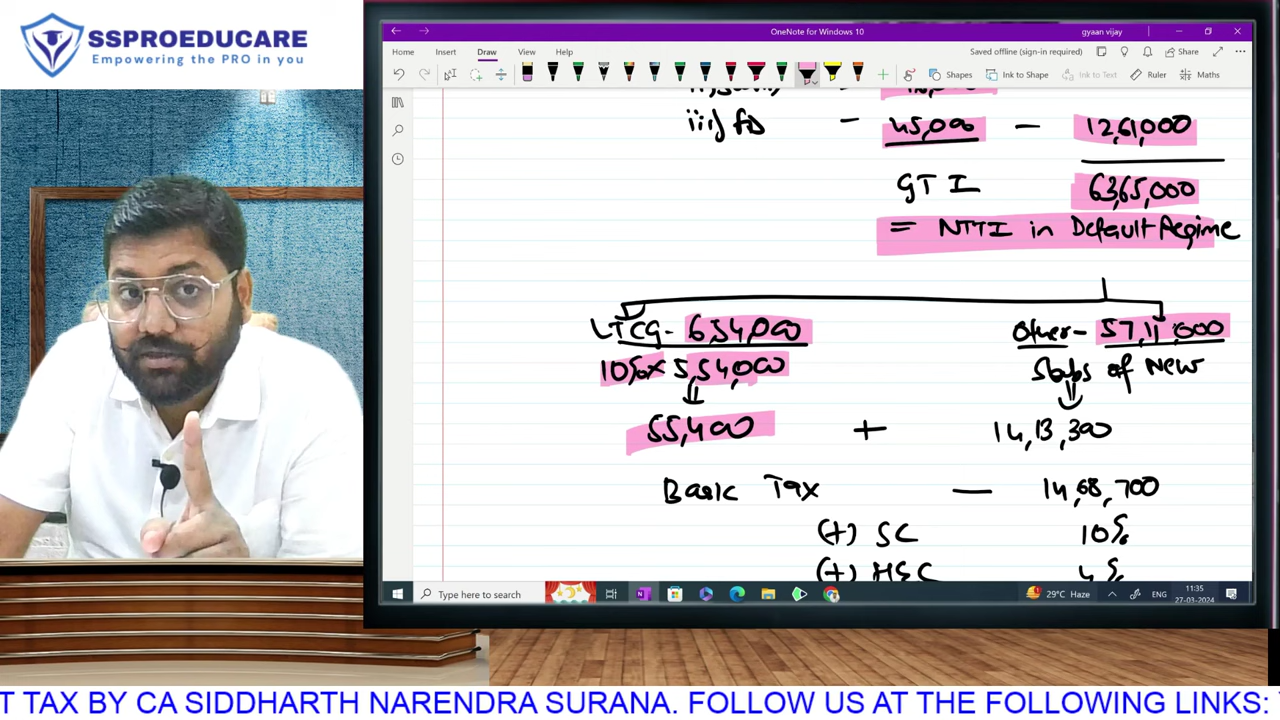 SSPROEDUCARE
Empowering the PRO in you
OneNote for Windows 10
gyaan vijay
Home Insert Draw View Help
Saved offline (sign-in required)
Share
Shapes
Ink to Shape
Ink to Text
Ruler
Maths
iii) FD - 45,000 - 12,61,000
GTI 63,65,000
= NTTI in Default Regime
LTCG - 6,54,000 Other - 57,11,000
10% x 5,54,000 Slabs of New
55,400 + 14,13,300
Basic Tax - 14,68,700
(+) SC 10%
(+) HEC 4%
Type here to search
29°C Haze
ENG
11:35
27-03-2024
T TAX BY CA SIDDHARTH NARENDRA SURANA. FOLLOW US AT THE FOLLOWING LINKS: